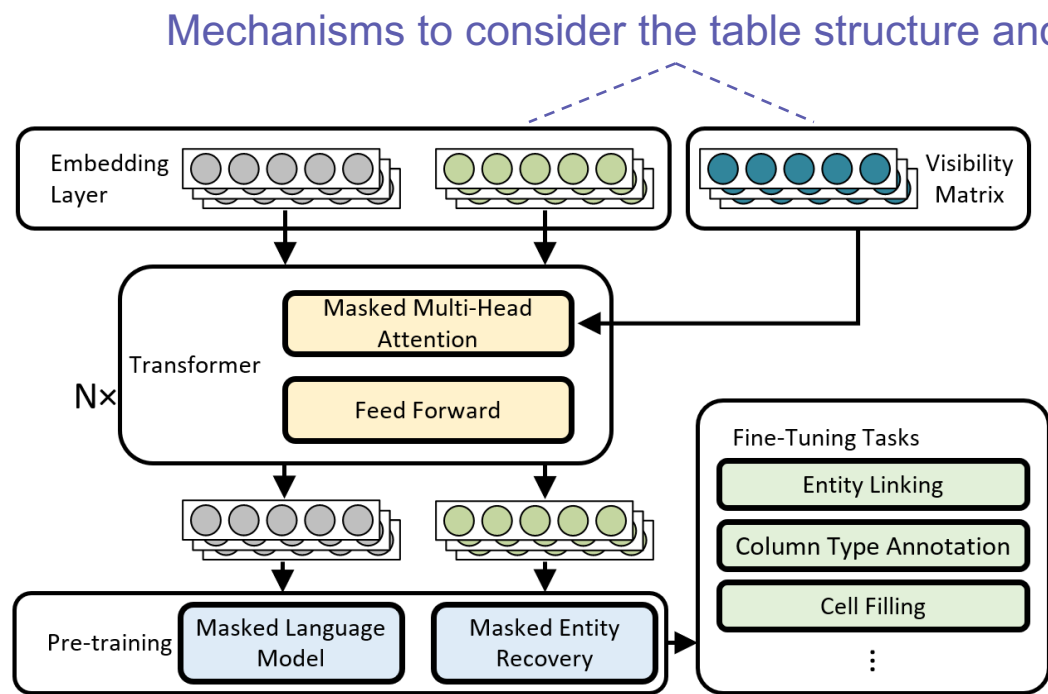 Mechanisms to consider the table structure and
Embedding
Layer
Visibility
Matrix
Masked Multi-Head
Attention
Transformer
N×
Feed Forward
Fine-Tuning Tasks
Entity Linking
Column Type Annotation
Cell Filling
⋮
Pre-training
Masked Language
Model
Masked Entity
Recovery